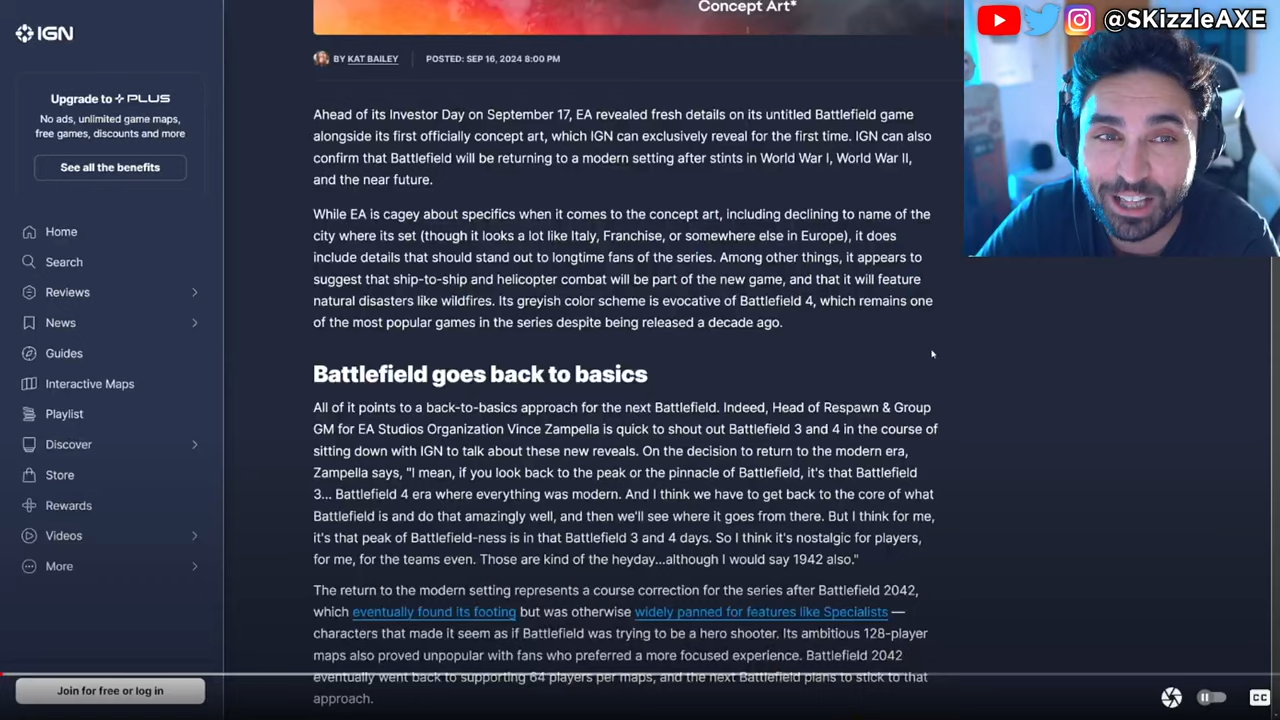 Concept Art*
@SKizzleAXE
IGN
BY KAT BAILEY POSTED: SEP 16, 2024 8:00 PM
Upgrade to PLUS
No ads, unlimited game maps,
free games, discounts and more
See all the benefits
Home
Search
Reviews
News
Guides
Interactive Maps
Playlist
Discover
Store
Rewards
Videos
More
Join for free or log in
Ahead of its Investor Day on September 17, EA revealed fresh details on its untitled Battlefield game
alongside its first officially concept art, which IGN can exclusively reveal for the first time. IGN can also
confirm that Battlefield will be returning to a modern setting after stints in World War I, World War II,
and the near future.
While EA is cagey about specifics when it comes to the concept art, including declining to name of the
city where its set (though it looks a lot like Italy, Franchise, or somewhere else in Europe), it does
include details that should stand out to longtime fans of the series. Among other things, it appears to
suggest that ship-to-ship and helicopter combat will be part of the new game, and that it will feature
natural disasters like wildfires. Its greyish color scheme is evocative of Battlefield 4, which remains one
of the most popular games in the series despite being released a decade ago.
Battlefield goes back to basics
All of it points to a back-to-basics approach for the next Battlefield. Indeed, Head of Respawn & Group
GM for EA Studios Organization Vince Zampella is quick to shout out Battlefield 3 and 4 in the course of
sitting down with IGN to talk about these new reveals. On the decision to return to the modern era,
Zampella says, "I mean, if you look back to the peak or the pinnacle of Battlefield, it's that Battlefield
3... Battlefield 4 era where everything was modern. And I think we have to get back to the core of what
Battlefield is and do that amazingly well, and then we'll see where it goes from there. But I think for me,
it's that peak of Battlefield-ness is in that Battlefield 3 and 4 days. So I think it's nostalgic for players,
for me, for the teams even. Those are kind of the heyday...although I would say 1942 also."
The return to the modern setting represents a course correction for the series after Battlefield 2042,
which eventually found its footing but was otherwise widely panned for features like Specialists —
characters that made it seem as if Battlefield was trying to be a hero shooter. Its ambitious 128-player
maps also proved unpopular with fans who preferred a more focused experience. Battlefield 2042
eventually went back to supporting 64 players per maps, and the next Battlefield plans to stick to that
approach.
CC